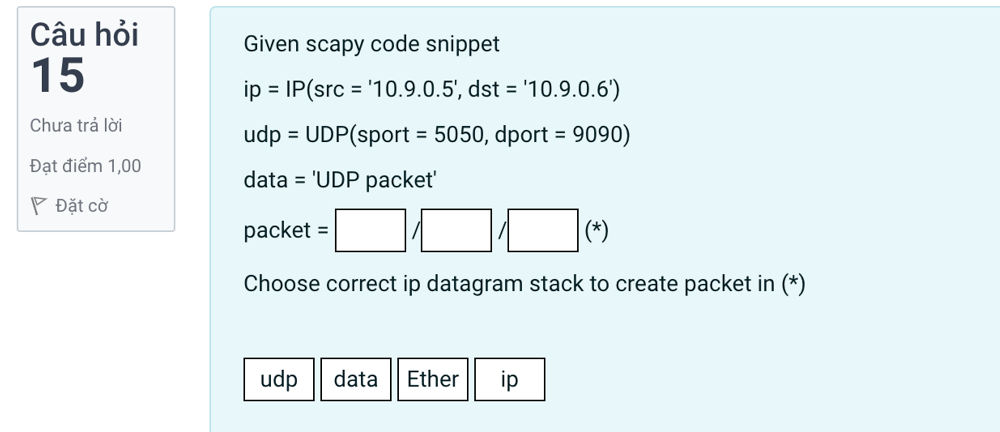 Câu hỏi
15
Chưa trả lời
Đạt điểm 1,00
Đặt cờ
Given scapy code snippet
ip = IP(src = '10.9.0.5', dst = '10.9.0.6')
udp = UDP(sport = 5050, dport = 9090)
data = 'UDP packet'
packet = / / (*)
Choose correct ip datagram stack to create packet in (*)
udp data Ether ip